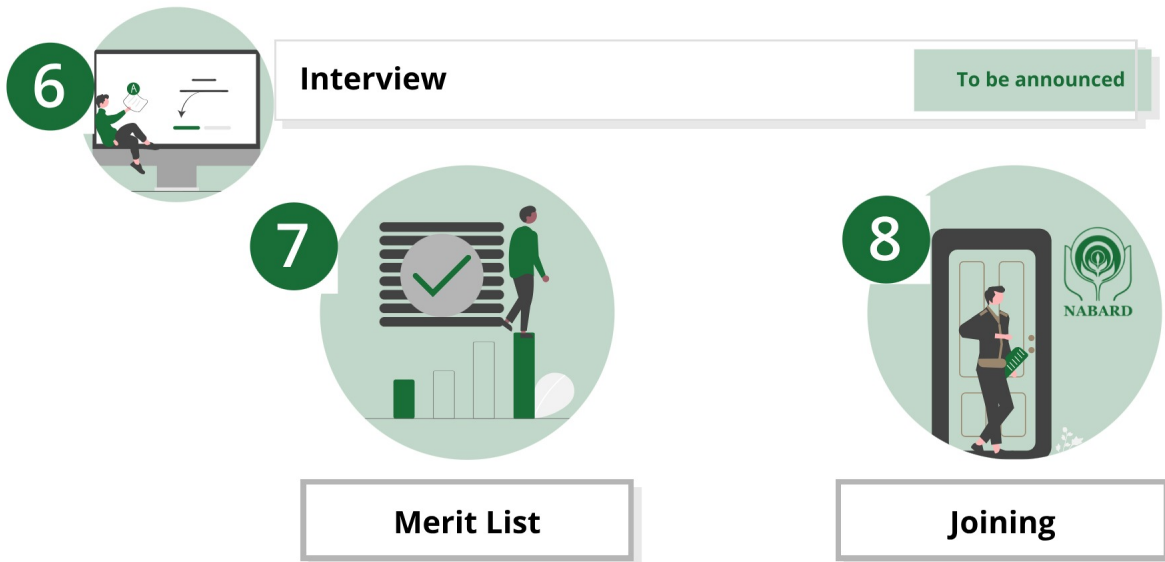 6
Interview
To be announced
A
7
8
NABARD
Merit List
Joining